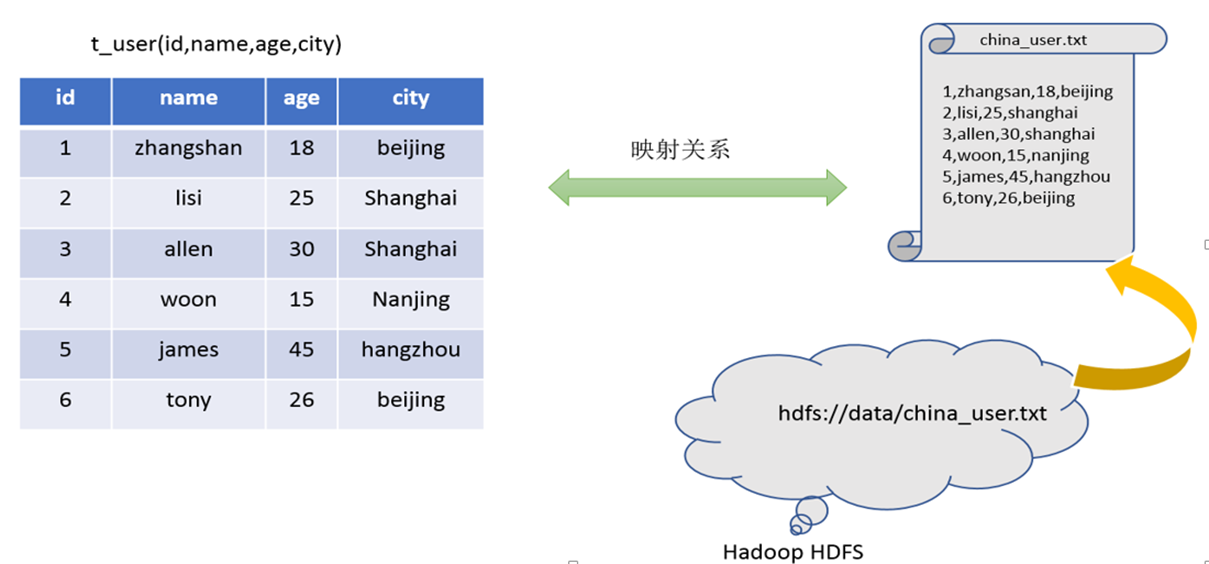 t_user(id,name,age,city)
id name age city
1 zhangshan 18 beijing
2 lisi 25 Shanghai
3 allen 30 Shanghai
4 woon 15 Nanjing
5 james 45 hangzhou
6 tony 26 beijing
映射关系
china_user.txt
1,zhangsan,18,beijing
2,lisi,25,shanghai
3,allen,30,shanghai
4,woon,15,nanjing
5,james,45,hangzhou
6,tony,26,beijing
hdfs://data/china_user.txt
Hadoop HDFS